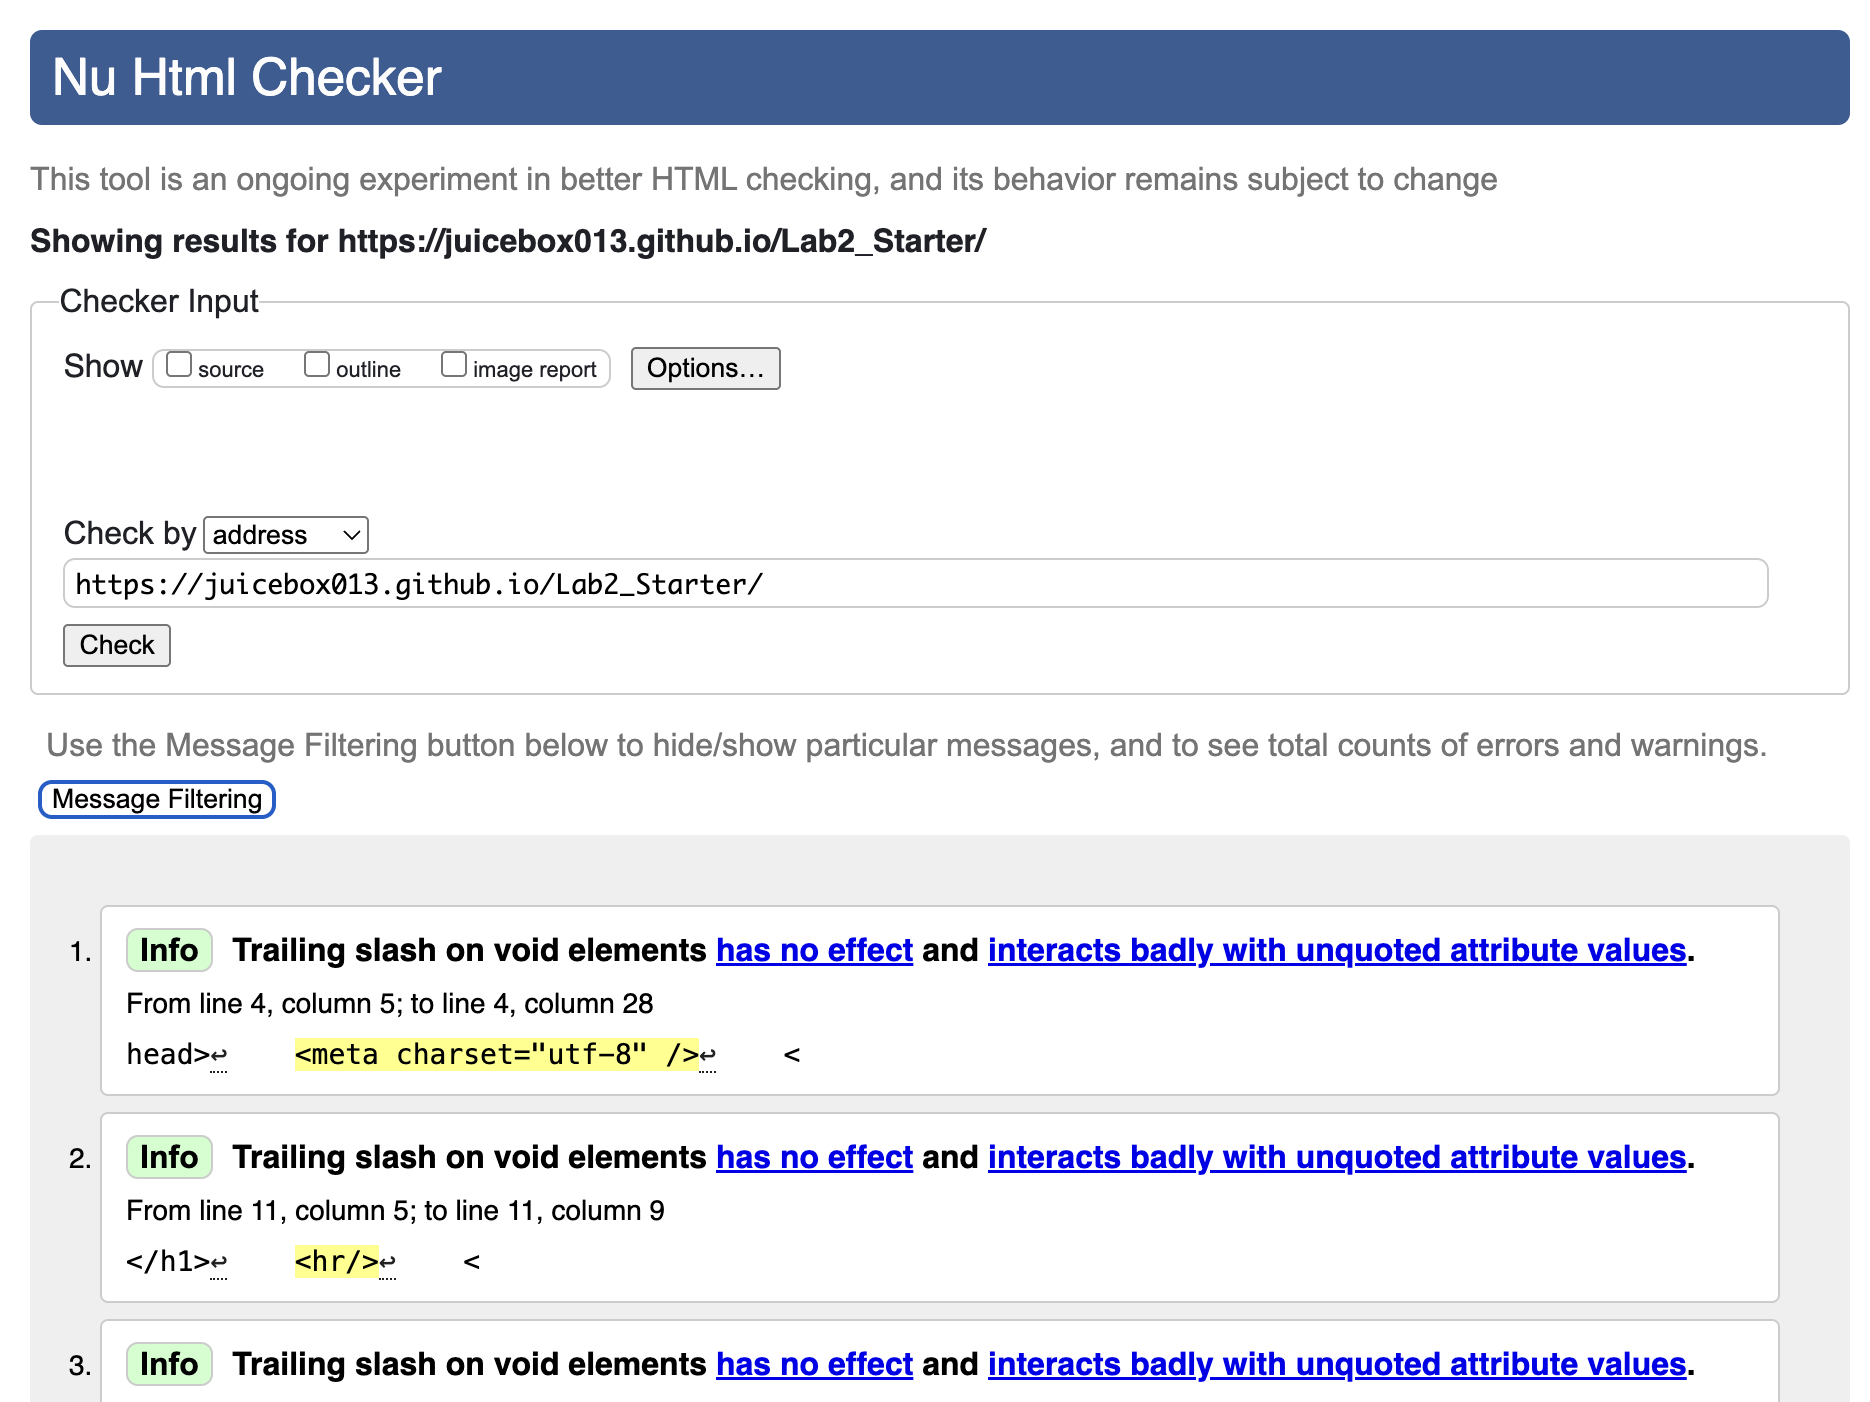 Nu Html Checker
This tool is an ongoing experiment in better HTML checking, and its behavior remains subject to change
Showing results for https://juicebox013.github.io/Lab2_Starter/
Checker Input
Show source outline image report Options...
Check by address
https://juicebox013.github.io/Lab2_Starter/
Check
Use the Message Filtering button below to hide/show particular messages, and to see total counts of errors and warnings.
Message Filtering
1. Info Trailing slash on void elements has no effect and interacts badly with unquoted attribute values.
From line 4, column 5; to line 4, column 28
head>↩ <meta charset="utf-8" />↩ <
2. Info Trailing slash on void elements has no effect and interacts badly with unquoted attribute values.
From line 11, column 5; to line 11, column 9
</h1>↩ <hr/>↩ <
3. Info Trailing slash on void elements has no effect and interacts badly with unquoted attribute values.